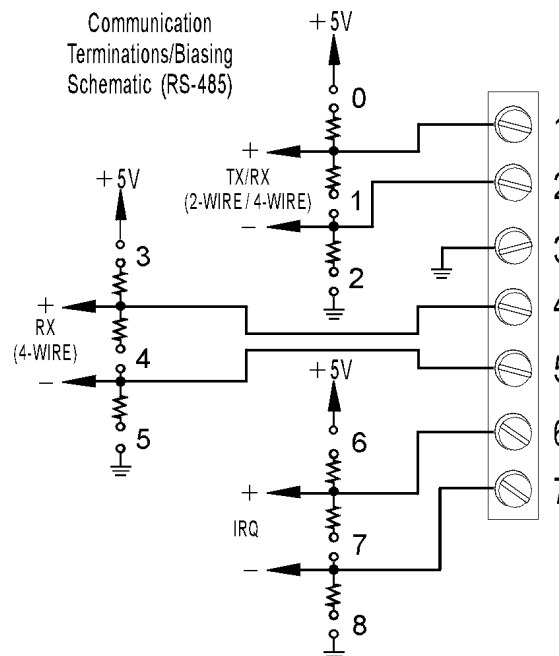 Communication
Terminations/Biasing
Schematic (RS-485)
+5V
0
+
TX/RX
(2-WIRE / 4-WIRE)
1
−
2
+5V
3
+
RX
(4-WIRE)
4
−
5
+5V
6
+
IRQ
7
−
8
1
2
3
4
5
6
7